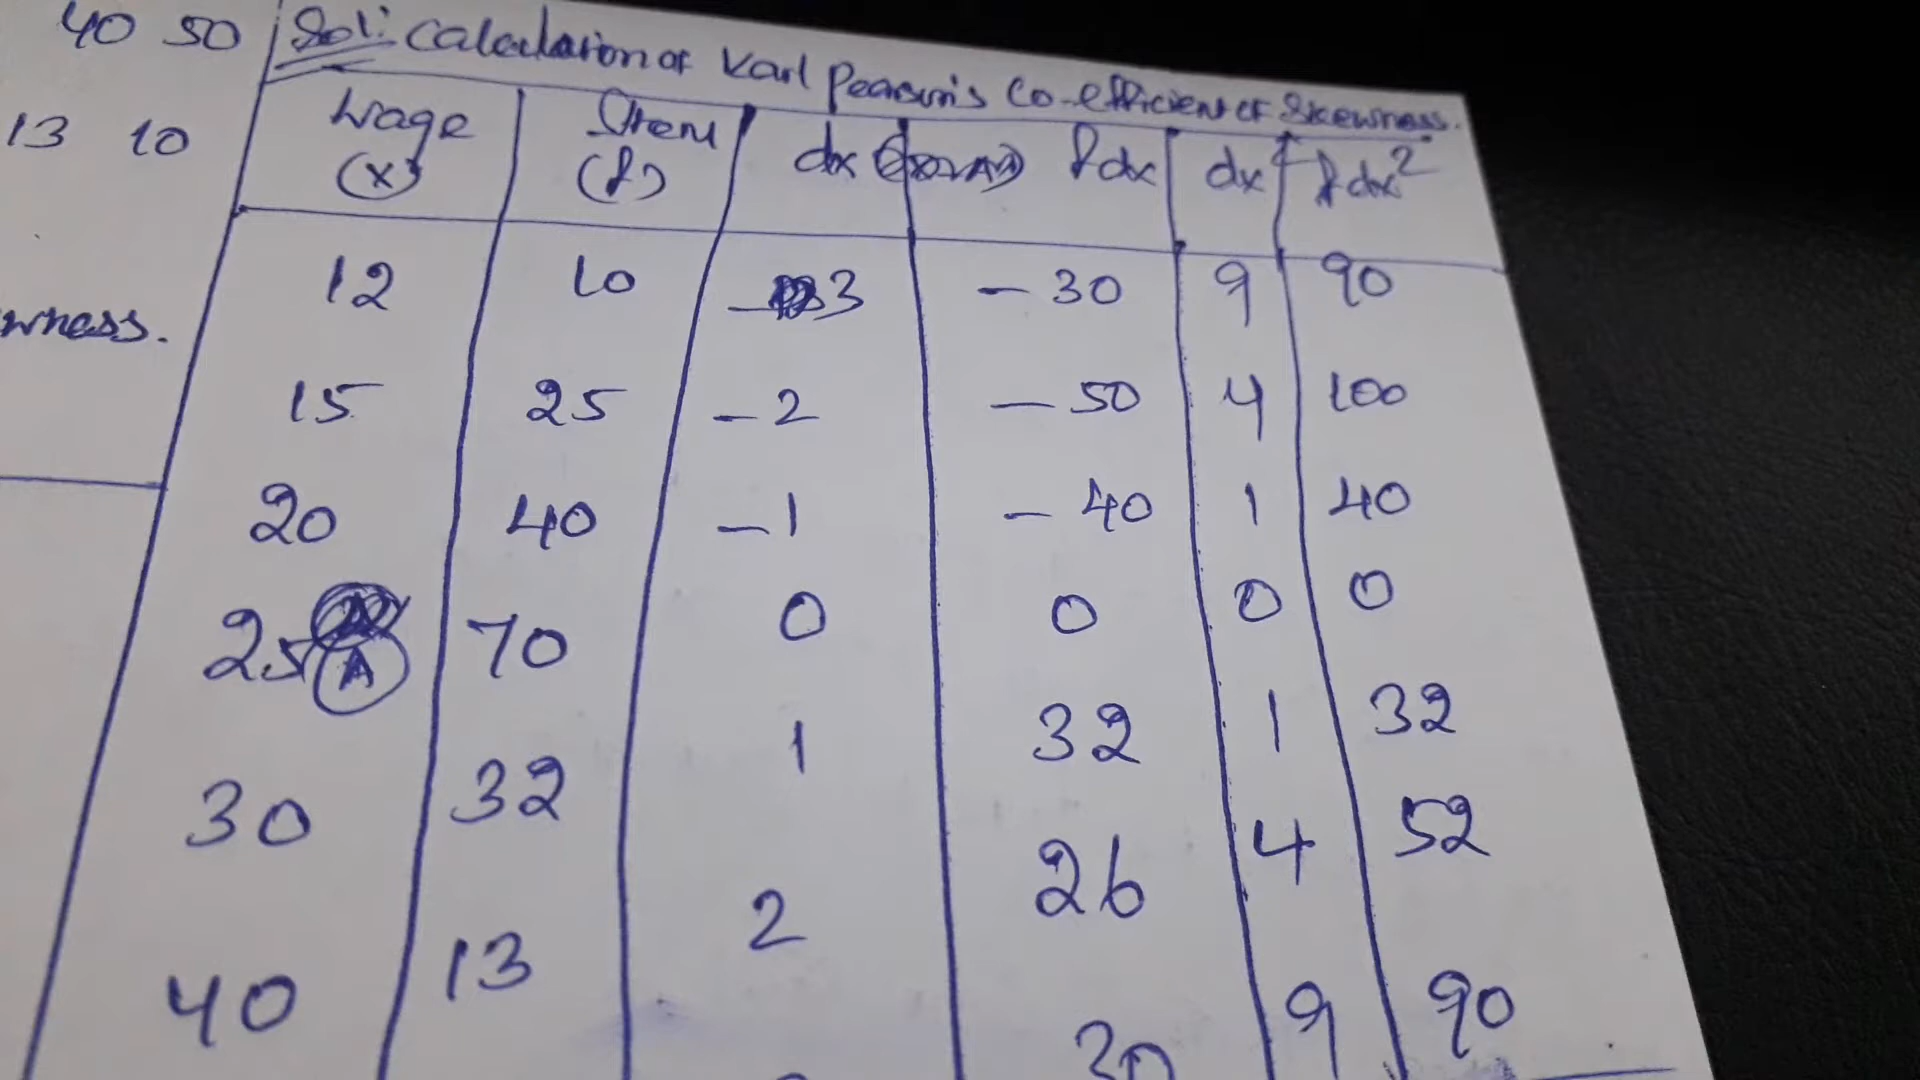 40 50
Sol: Calculation of Karl Pearson's Co-efficient of Skewness.
13 10
Wage (x) Item (f) dx fdx dx² fdx²
12 10 -3 -30 9 90
wness.
15 25 -2 -50 4 100
20 40 -1 -40 1 40
25 A 70 0 0 0 0
30 32 1 32 1 32
40 13 2 26 4 52
30 9 90